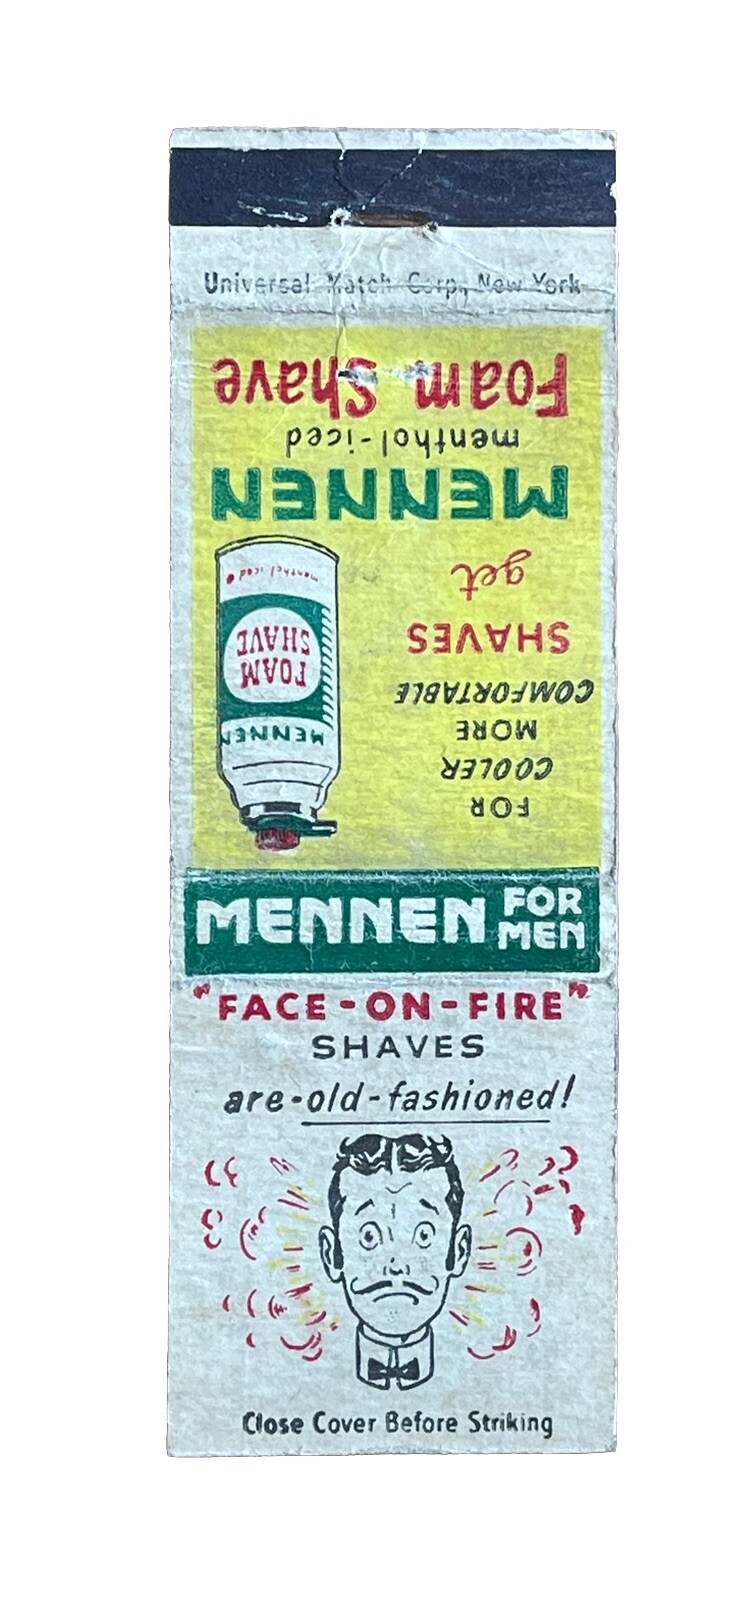 Universal Match Corp., New York
FOR
COOLER
MORE
COMFORTABLE
SHAVES
get
MENNEN
menthol-iced
Foam Shave
MENNEN
FOAM
SHAVE
menthol iced
MENNEN FOR MEN
"FACE-ON-FIRE"
SHAVES
are-old-fashioned!
Close Cover Before Striking